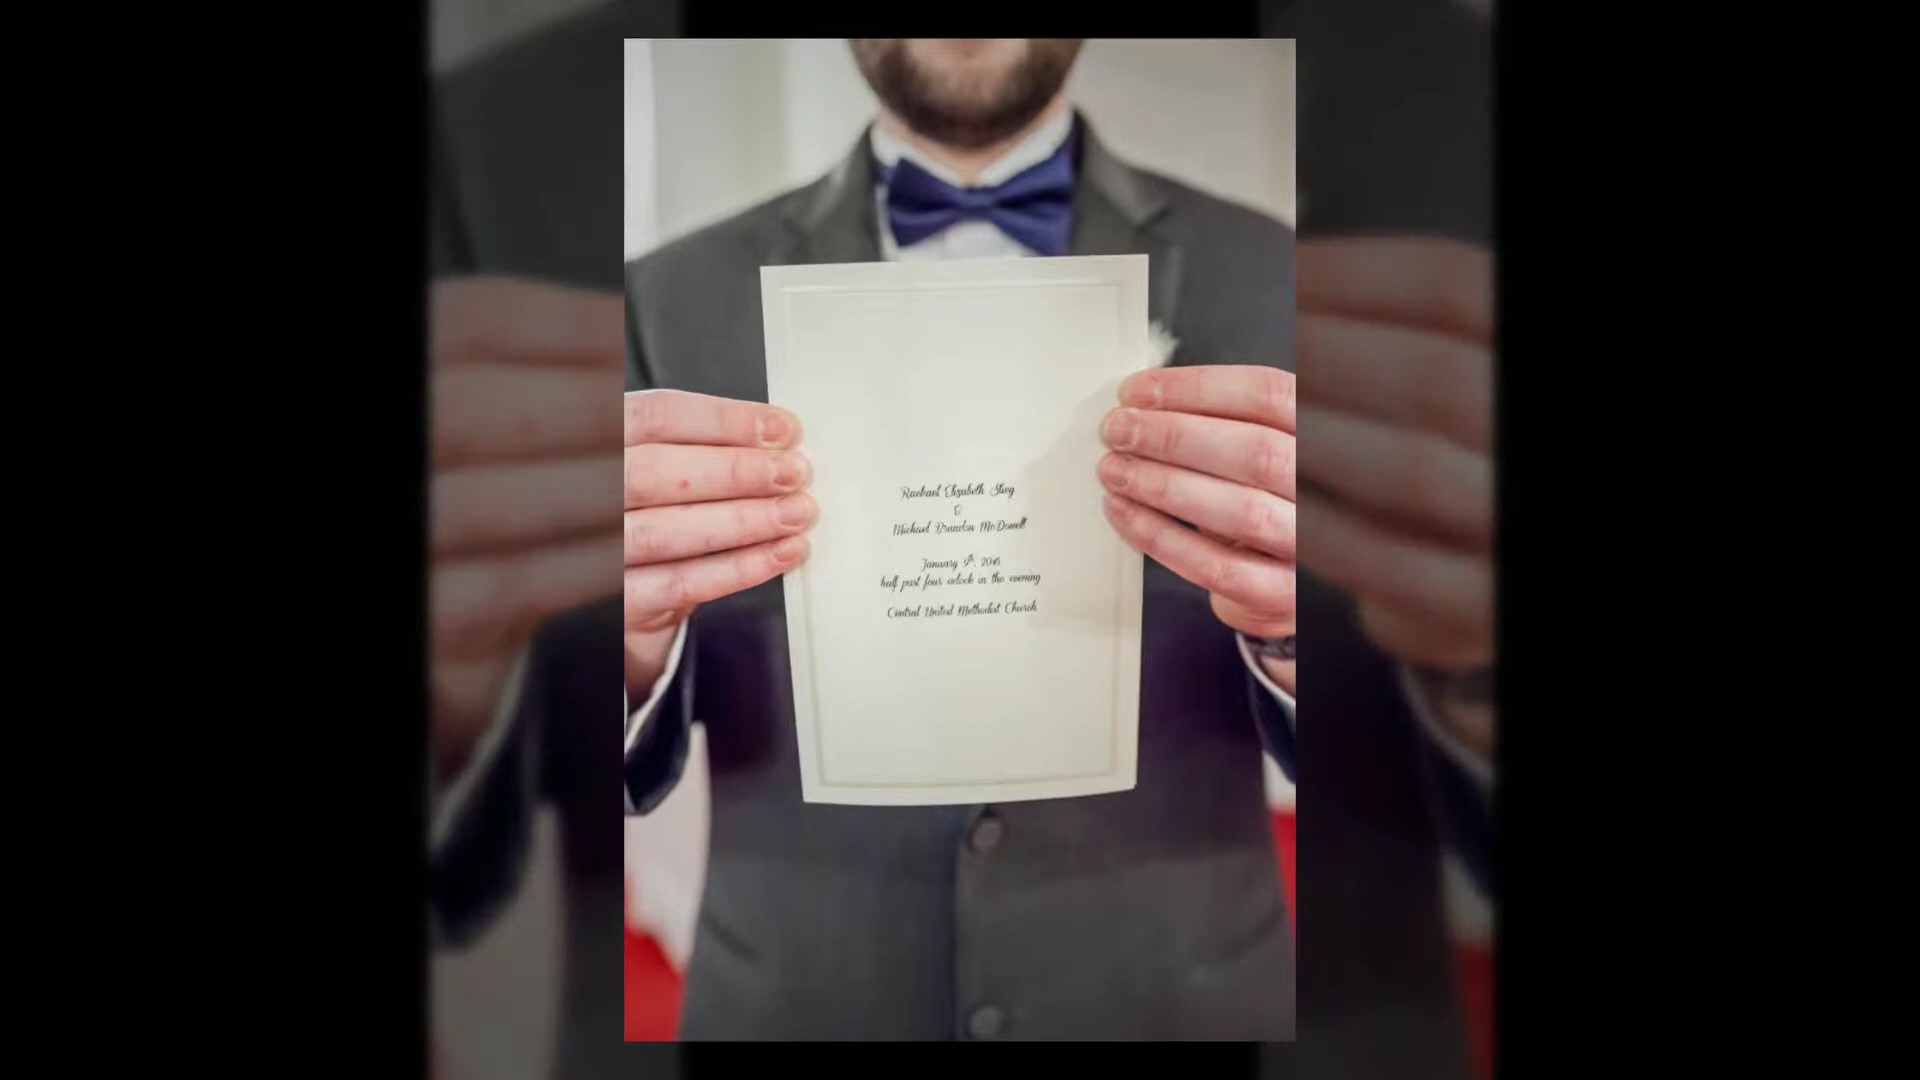 Rachael Elizabeth Stieg
&
Michael Brandon McDowell
January 9th, 2016
half past four oclock in the evening
Central United Methodist Church